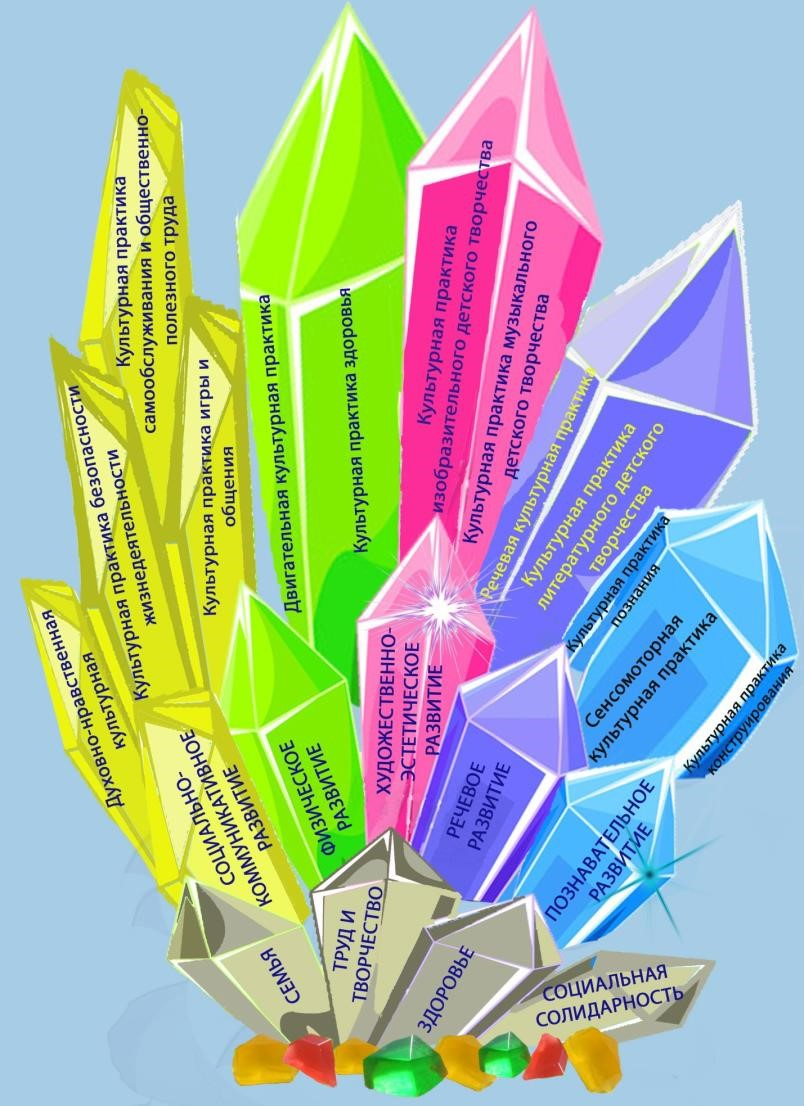 Культурная практика
самообслуживания и общественно-
полезного труда
Культурная практика безопасности
жизнедеятельности
Культурная практика игры и
общения
Духовно-нравственная
культурная
Двигательная культурная практика
Культурная практика здоровья
Культурная практика
изобразительного детского творчества
Культурная практика музыкального
детского творчества
Речевая культурная практика
Культурная практика
литературного детского
творчества
Культурная практика
познания
Сенсомоторная
культурная практика
Культурная практика
конструирования
СОЦИАЛЬНО-
КОММУНИКАТИВНОЕ
РАЗВИТИЕ
ФИЗИЧЕСКОЕ
РАЗВИТИЕ
ХУДОЖЕСТВЕННО-
ЭСТЕТИЧЕСКОЕ
РАЗВИТИЕ
РЕЧЕВОЕ
РАЗВИТИЕ
ПОЗНАВАТЕЛЬНОЕ
РАЗВИТИЕ
СЕМЬЯ
ТРУД И
ТВОРЧЕСТВО
ЗДОРОВЬЕ
СОЦИАЛЬНАЯ
СОЛИДАРНОСТЬ